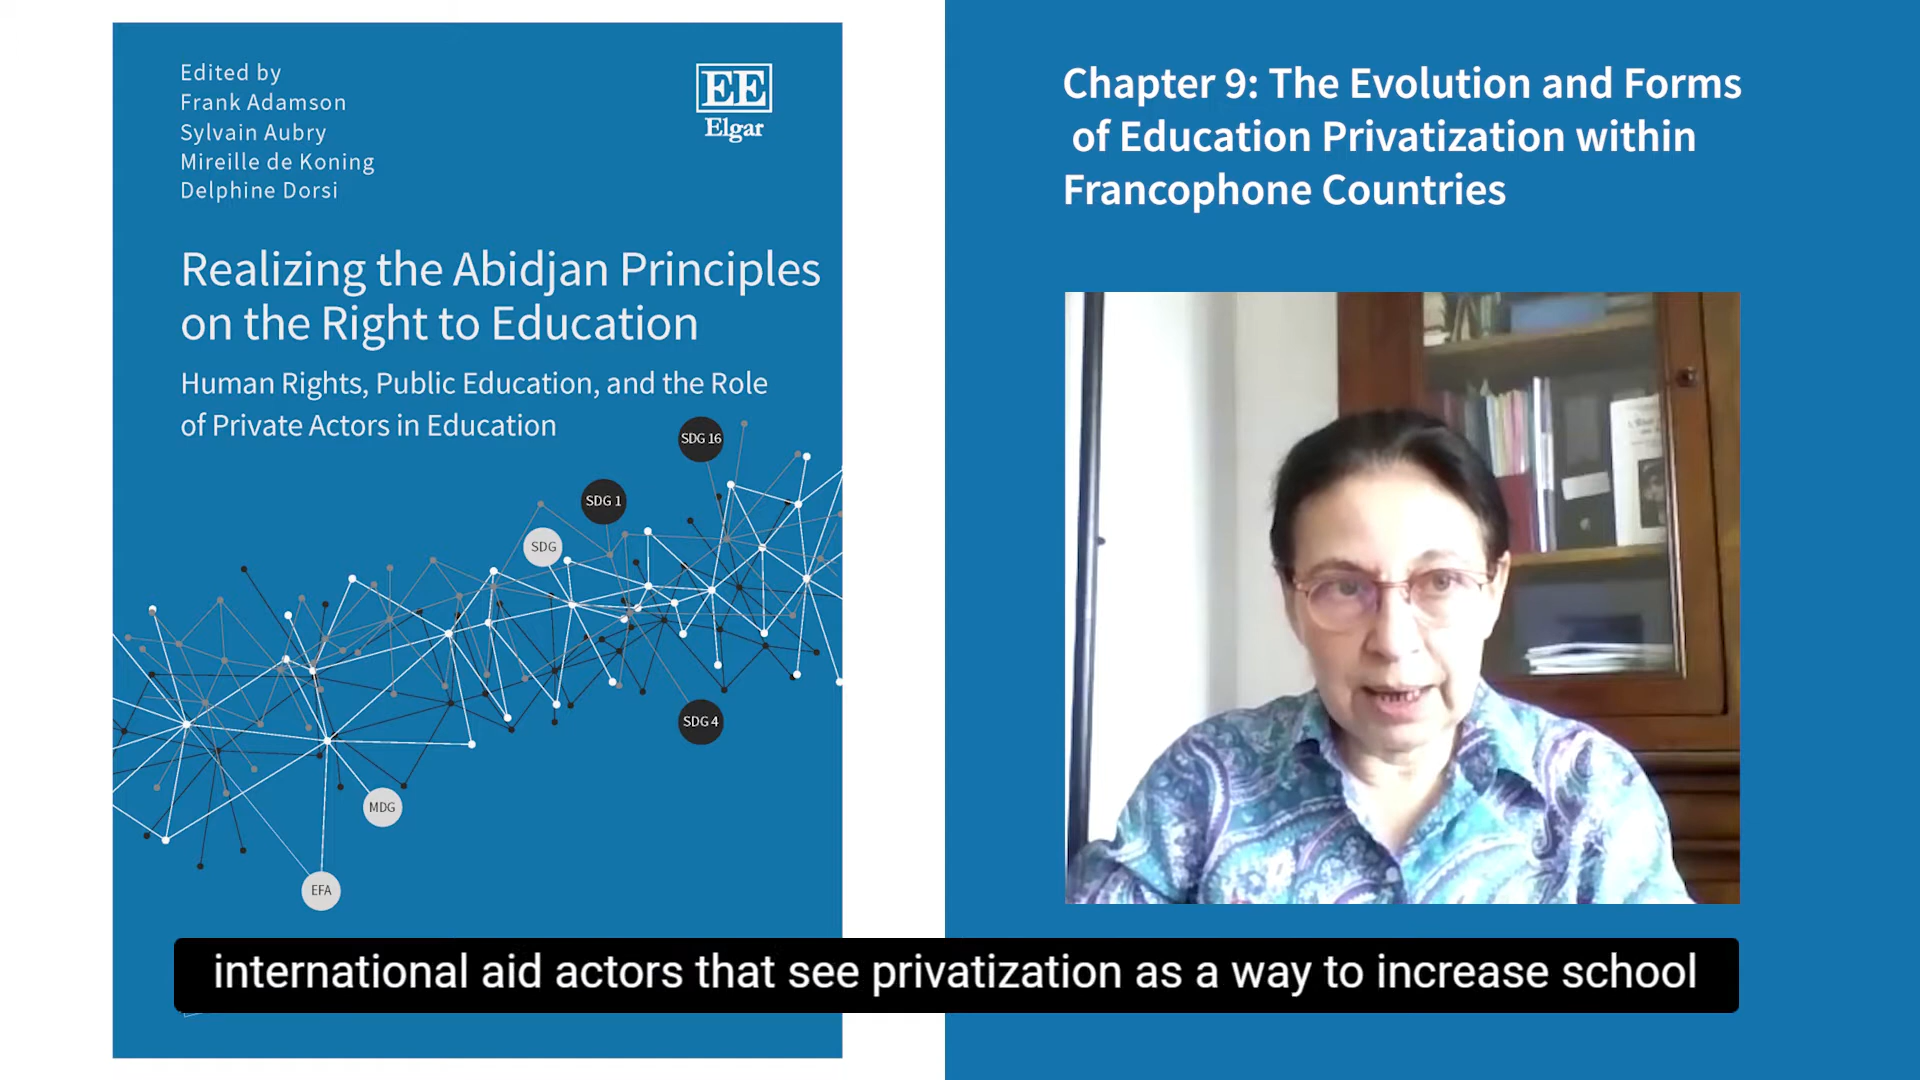 Edited by
Frank Adamson
Sylvain Aubry
Mireille de Koning
Delphine Dorsi
EE
Elgar
Realizing the Abidjan Principles
on the Right to Education
Human Rights, Public Education, and the Role
of Private Actors in Education
SDG 16
SDG 1
SDG
SDG 4
MDG
EFA
Chapter 9: The Evolution and Forms
of Education Privatization within
Francophone Countries
international aid actors that see privatization as a way to increase school